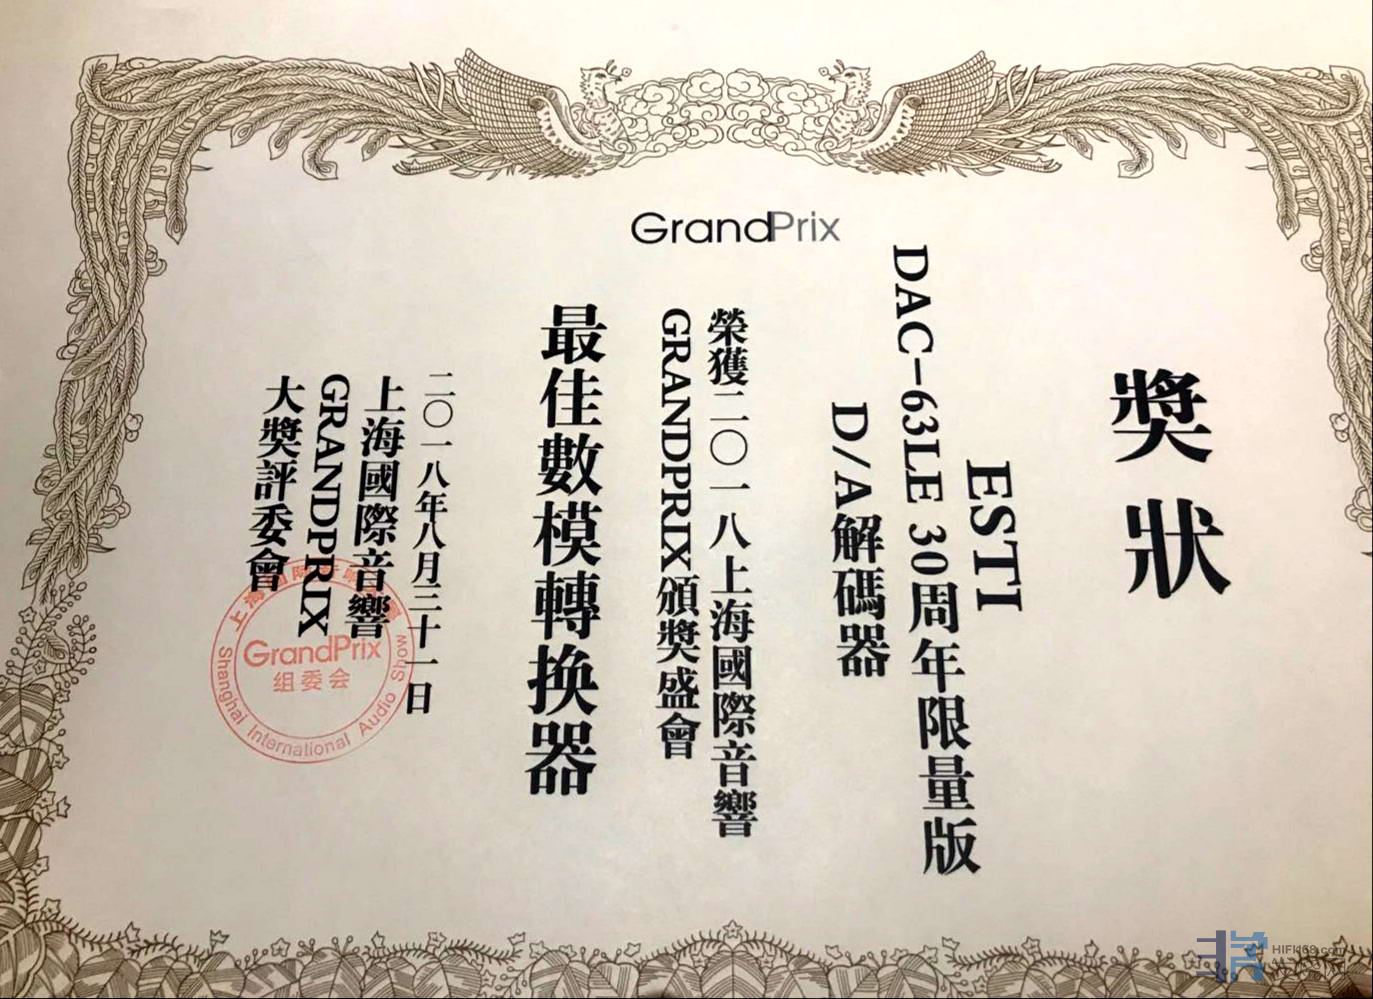 GrandPrix
獎狀
ESTI
DAC-63LE 30周年限量版
D/A解碼器
榮獲二〇一八上海國際音響
GRANDPRIX頒獎盛會
最佳數模轉换器
二〇一八年八月三十一日
上海國際音響
GRANDPRIX
大獎評委會
GrandPrix
组委会
Shanghai International Audio Show
HIFI168.com